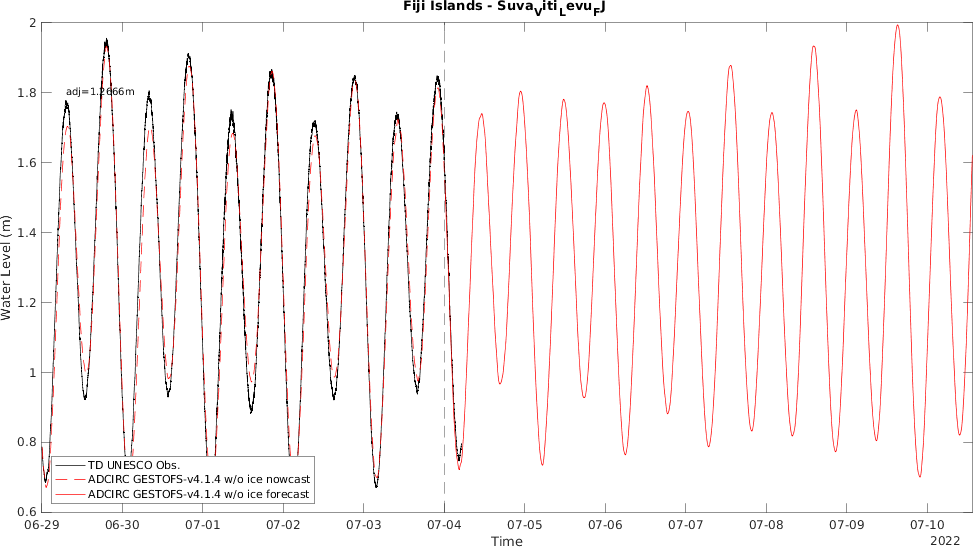 Fiji Islands - Suva_Viti_Levu_FJ
2
1.8
1.6
1.4
1.2
1
0.8
0.6
Water Level (m)
adj=1.2666m
TD UNESCO Obs.
ADCIRC GESTOFS-v4.1.4 w/o ice nowcast
ADCIRC GESTOFS-v4.1.4 w/o ice forecast
06-29 06-30 07-01 07-02 07-03 07-04 07-05 07-06 07-07 07-08 07-09 07-10
Time
2022